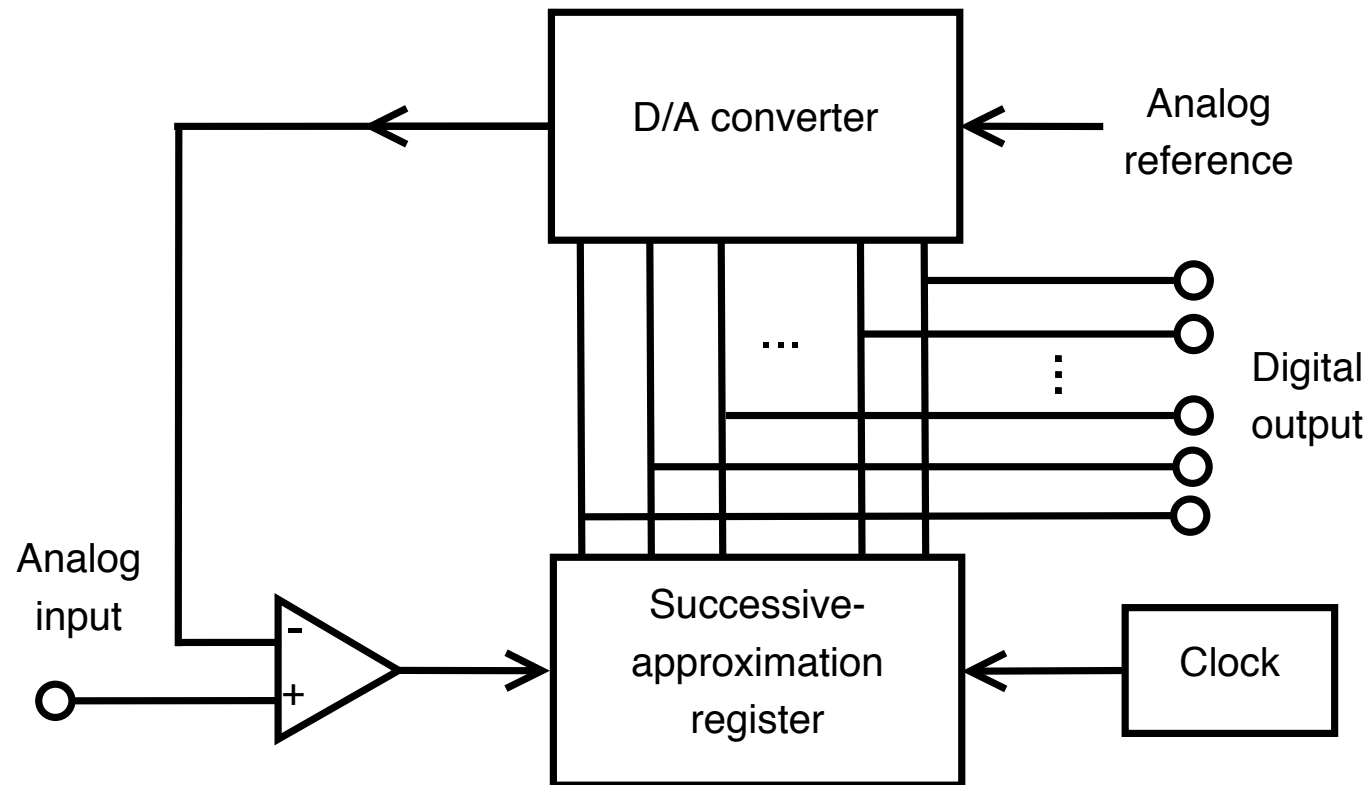 D/A converter
Analog
reference
...
...
Digital
output
Analog
input
-
+
Successive-
approximation
register
Clock